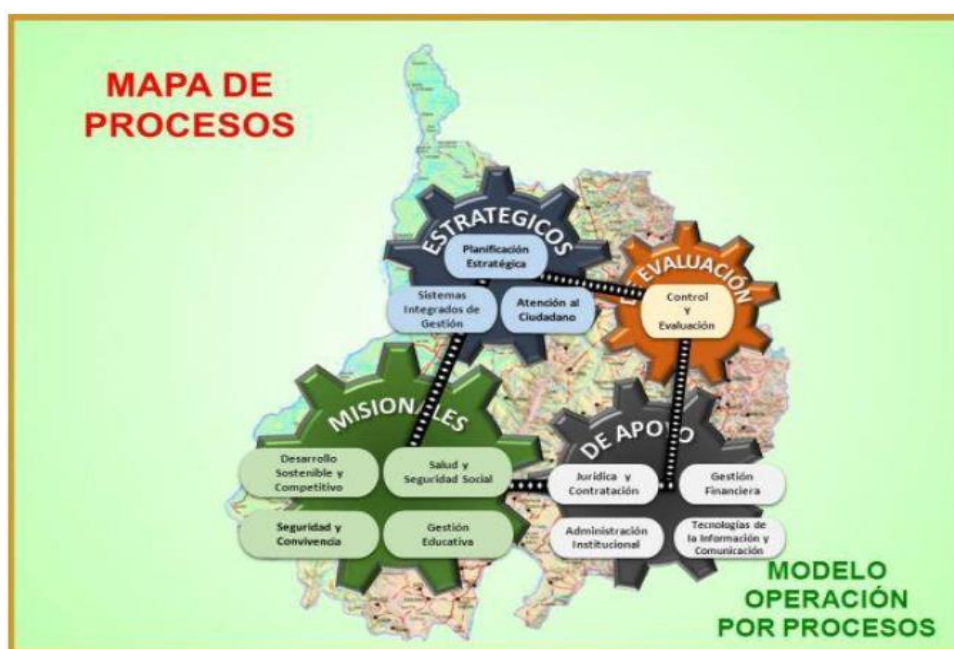 MAPA DE
PROCESOS
ESTRATEGICOS
Planificación
Estratégica
Sistemas
Integrados de
Gestión
Atención al
Ciudadano
DE EVALUACIÓN
Control
y
Evaluación
MISIONALES
Desarrollo
Sostenible y
Competitivo
Salud y
Seguridad Social
Seguridad y
Convivencia
Gestión
Educativa
DE APOYO
Jurídica y
Contratación
Gestión
Financiera
Administración
Institucional
Tecnologías de
la Información y
Comunicación
MODELO
OPERACIÓN
POR PROCESOS